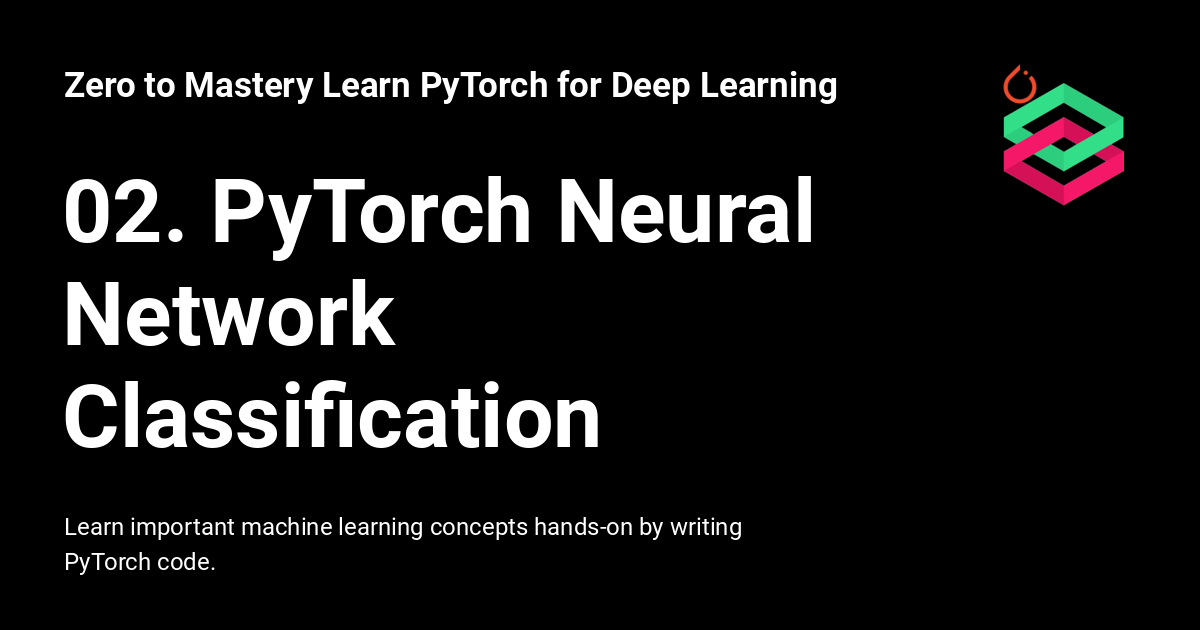 Zero to Mastery Learn PyTorch for Deep Learning
02. PyTorch Neural
Network
Classification
Learn important machine learning concepts hands-on by writing
PyTorch code.